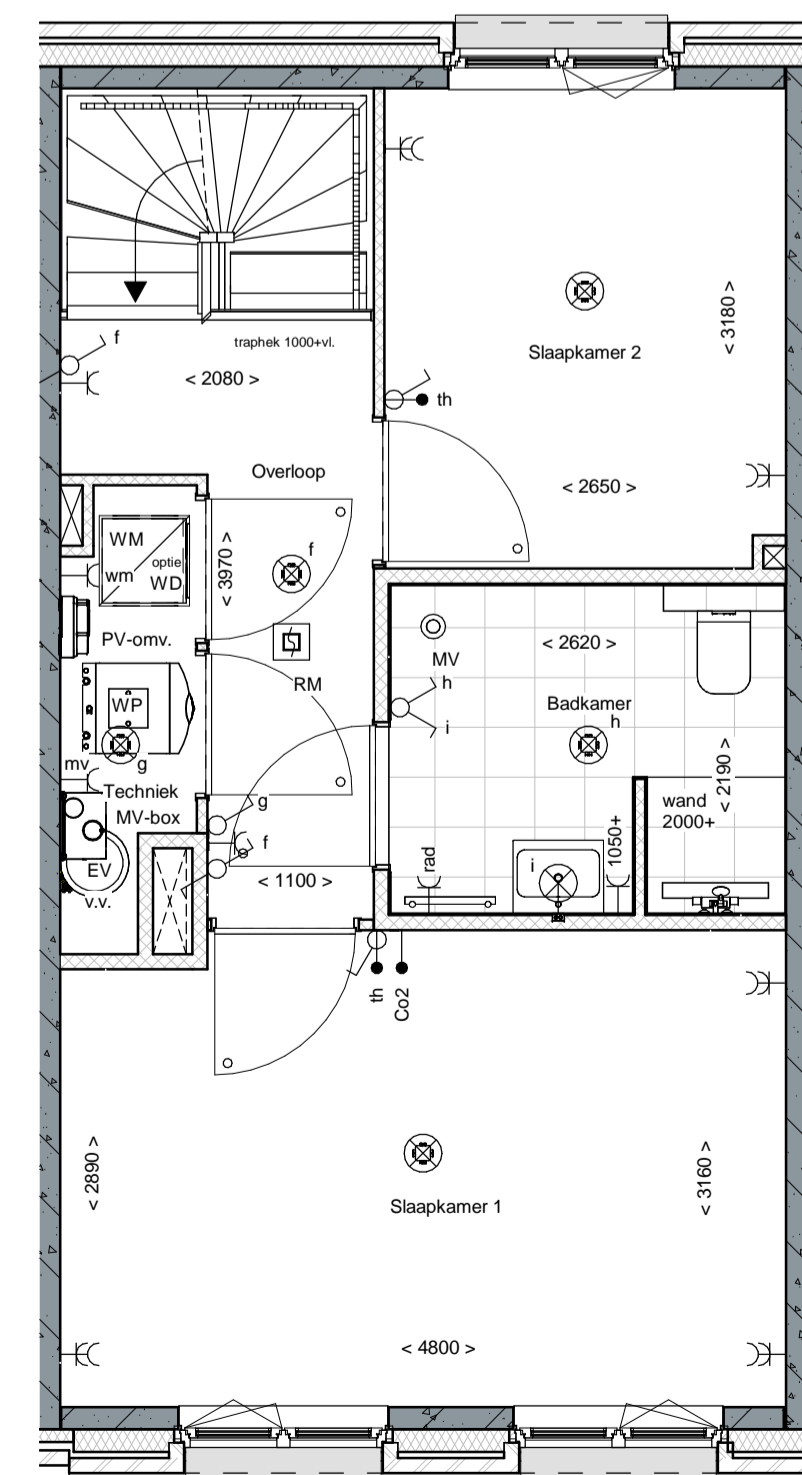 f
traphek 1000+vl.
< 2080 >
Slaapkamer 2
< 3180 >
th
Overloop
< 2650 >
WM
optie
wm
WD
< 3970 >
f
PV-omv.
RM
WP
mv
g
Techniek
MV-box
EV
v.v.
g
f
< 1100 >
MV
< 2620 >
h
i
Badkamer
h
< 2190 >
wand
2000+
rad
i
1050+
th
Co2
< 2890 >
< 3160 >
Slaapkamer 1
< 4800 >